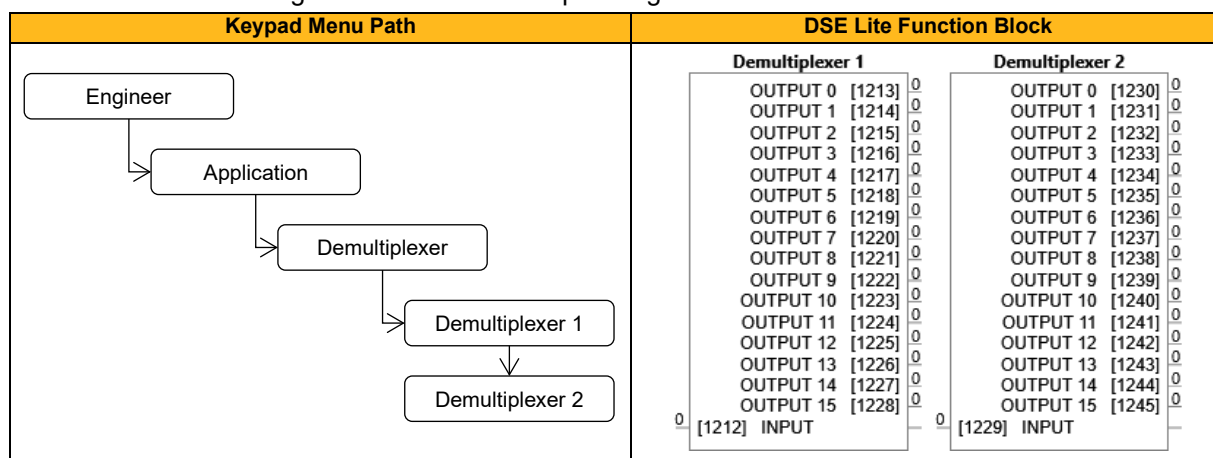 Keypad Menu Path
DSE Lite Function Block
Engineer
Application
Demultiplexer
Demultiplexer 1
Demultiplexer 2
Demultiplexer 1
OUTPUT 0 [1213] 0
OUTPUT 1 [1214] 0
OUTPUT 2 [1215] 0
OUTPUT 3 [1216] 0
OUTPUT 4 [1217] 0
OUTPUT 5 [1218] 0
OUTPUT 6 [1219] 0
OUTPUT 7 [1220] 0
OUTPUT 8 [1221] 0
OUTPUT 9 [1222] 0
OUTPUT 10 [1223] 0
OUTPUT 11 [1224] 0
OUTPUT 12 [1225] 0
OUTPUT 13 [1226] 0
OUTPUT 14 [1227] 0
OUTPUT 15 [1228] 0
0 [1212] INPUT
Demultiplexer 2
OUTPUT 0 [1230] 0
OUTPUT 1 [1231] 0
OUTPUT 2 [1232] 0
OUTPUT 3 [1233] 0
OUTPUT 4 [1234] 0
OUTPUT 5 [1235] 0
OUTPUT 6 [1236] 0
OUTPUT 7 [1237] 0
OUTPUT 8 [1238] 0
OUTPUT 9 [1239] 0
OUTPUT 10 [1240] 0
OUTPUT 11 [1241] 0
OUTPUT 12 [1242] 0
OUTPUT 13 [1243] 0
OUTPUT 14 [1244] 0
OUTPUT 15 [1245] 0
0 [1229] INPUT